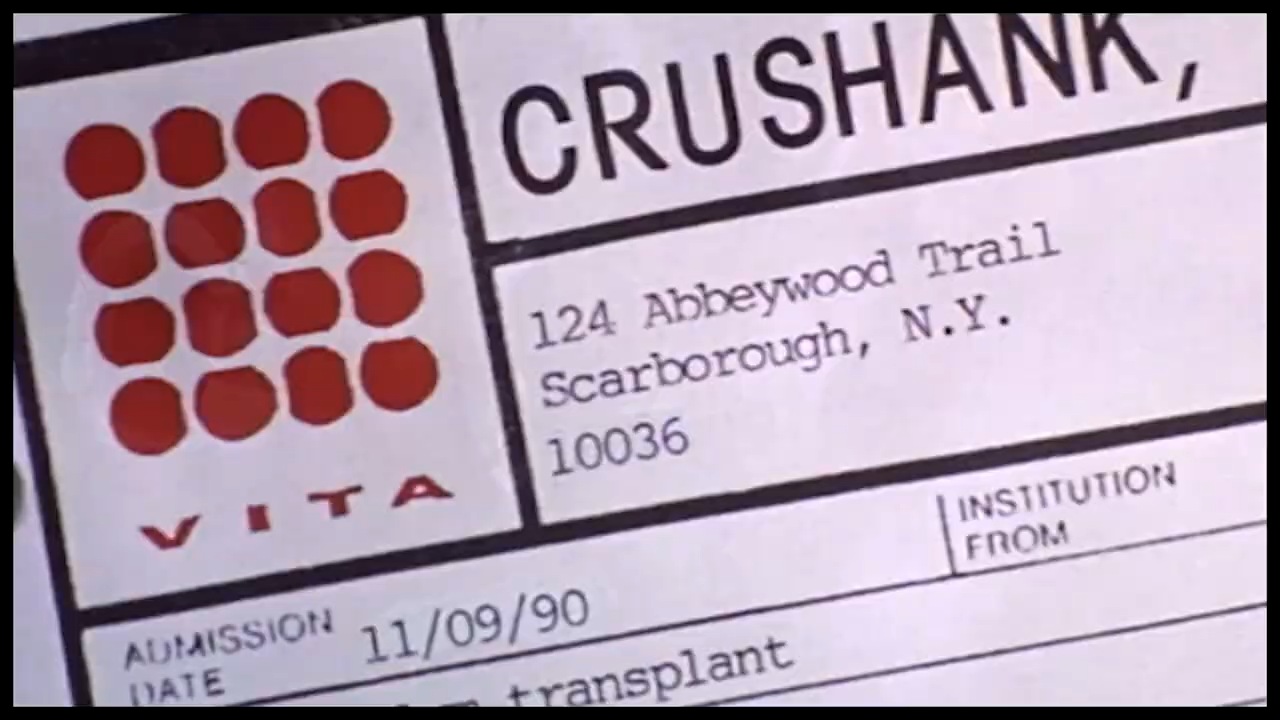 CRUSHANK,
124 Abbeywood Trail
Scarborough, N.Y.
10036
VITA
INSTITUTION
FROM
ADMISSION
DATE
11/09/90
transplant